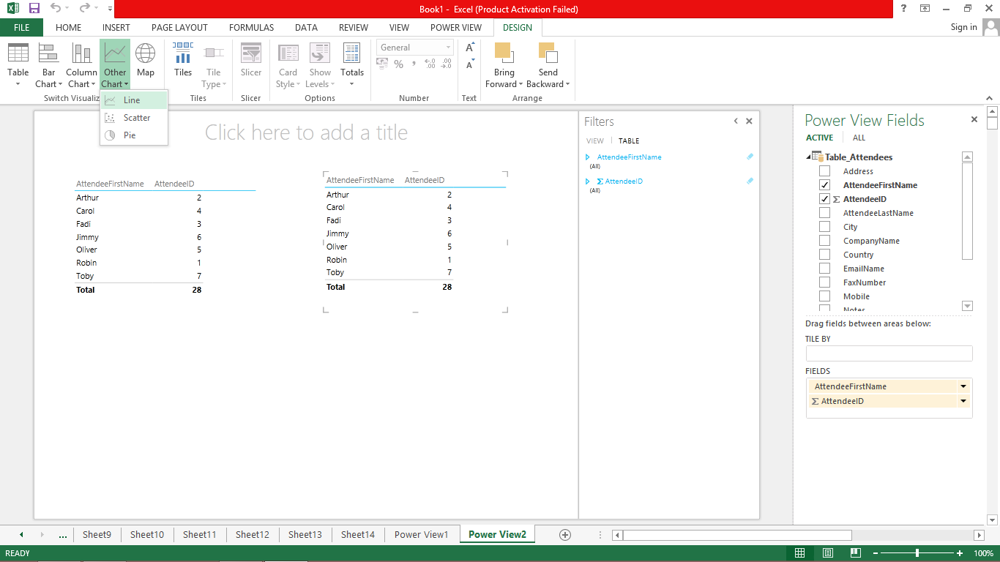 Book1 - Excel (Product Activation Failed)
FILE HOME INSERT PAGE LAYOUT FORMULAS DATA REVIEW VIEW POWER VIEW DESIGN Sign in
Table Bar Chart Column Chart Other Chart Map Tiles Tile Type Slicer Card Style Show Levels Totals General Bring Forward Send Backward
Switch Visualiz Tiles Slicer Options Number Text Arrange
Line
Scatter
Pie
Click here to add a title
AttendeeFirstName AttendeeID
Arthur 2
Carol 4
Fadi 3
Jimmy 6
Oliver 5
Robin 1
Toby 7
Total 28
AttendeeFirstName AttendeeID
Arthur 2
Carol 4
Fadi 3
Jimmy 6
Oliver 5
Robin 1
Toby 7
Total 28
Filters
VIEW TABLE
AttendeeFirstName
(All)
Σ AttendeeID
(All)
Power View Fields
ACTIVE ALL
Table_Attendees
Address
AttendeeFirstName
Σ AttendeeID
AttendeeLastName
City
CompanyName
Country
EmailName
FaxNumber
Mobile
Notes
Drag fields between areas below:
TILE BY
FIELDS
AttendeeFirstName
Σ AttendeeID
... Sheet9 Sheet10 Sheet11 Sheet12 Sheet13 Sheet14 Power View1 Power View2
READY 100%